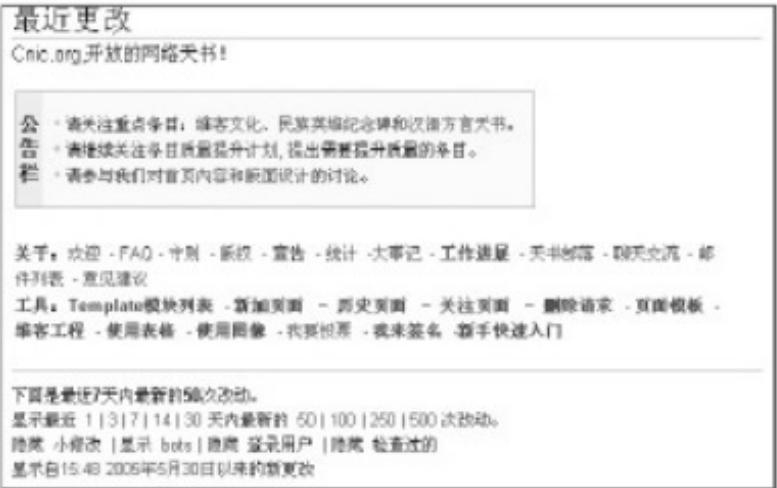 最近更改
Cnic.org,开放的网络天书!
公告栏
· 请关注重点条目:维客文化、民族英雄纪念碑和汉语方言天书。
· 请继续关注条目质量提升计划,提出需要提升质量的条目。
· 请参与我们对首页内容和版面设计的讨论。
关于:欢迎 - FAQ - 守则 - 版权 - 宣告 - 统计 - 大事记 - 工作进展 - 天书部落 - 聊天交流 - 邮
件列表 - 意见建议
工具:Template模块列表 - 新加页面 - 历史页面 - 关注页面 - 删除请求 - 页面模板 -
维客工程 - 使用表格 - 使用图像 - 我要投票 - 我来签名 - 新手快速入门
下面是最近7天内最新的50次改动。
显示最近 1 | 3 | 7 | 14 | 30 天内最新的 50 | 100 | 250 | 500 次改动。
隐藏 小修改 | 显示 bots | 隐藏 登录用户 | 隐藏 检查过的
显示自15:48 2005年5月30日以来的新更改